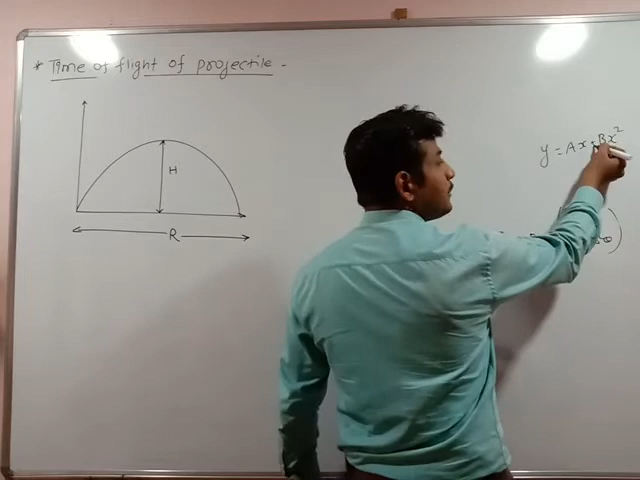 * Time of flight of projectile.
H
R
y = Ax
Bx²